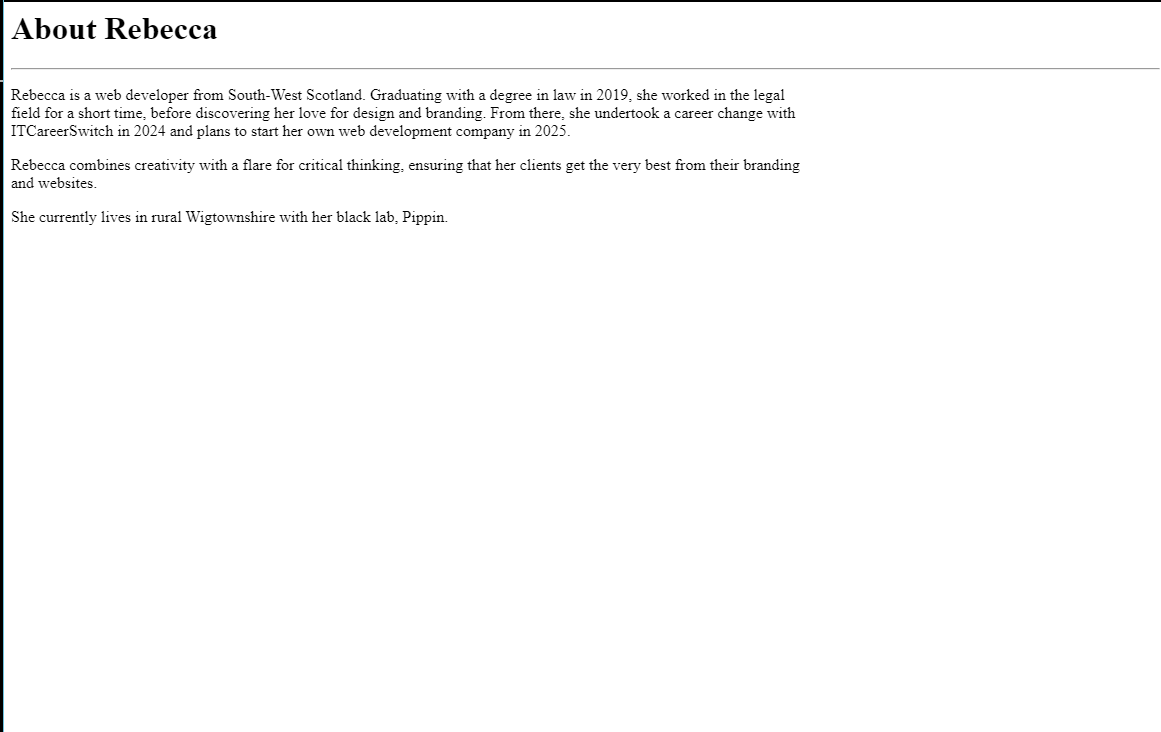 About Rebecca
Rebecca is a web developer from South-West Scotland. Graduating with a degree in law in 2019, she worked in the legal
field for a short time, before discovering her love for design and branding. From there, she undertook a career change with
ITCareerSwitch in 2024 and plans to start her own web development company in 2025.
Rebecca combines creativity with a flare for critical thinking, ensuring that her clients get the very best from their branding
and websites.
She currently lives in rural Wigtownshire with her black lab, Pippin.